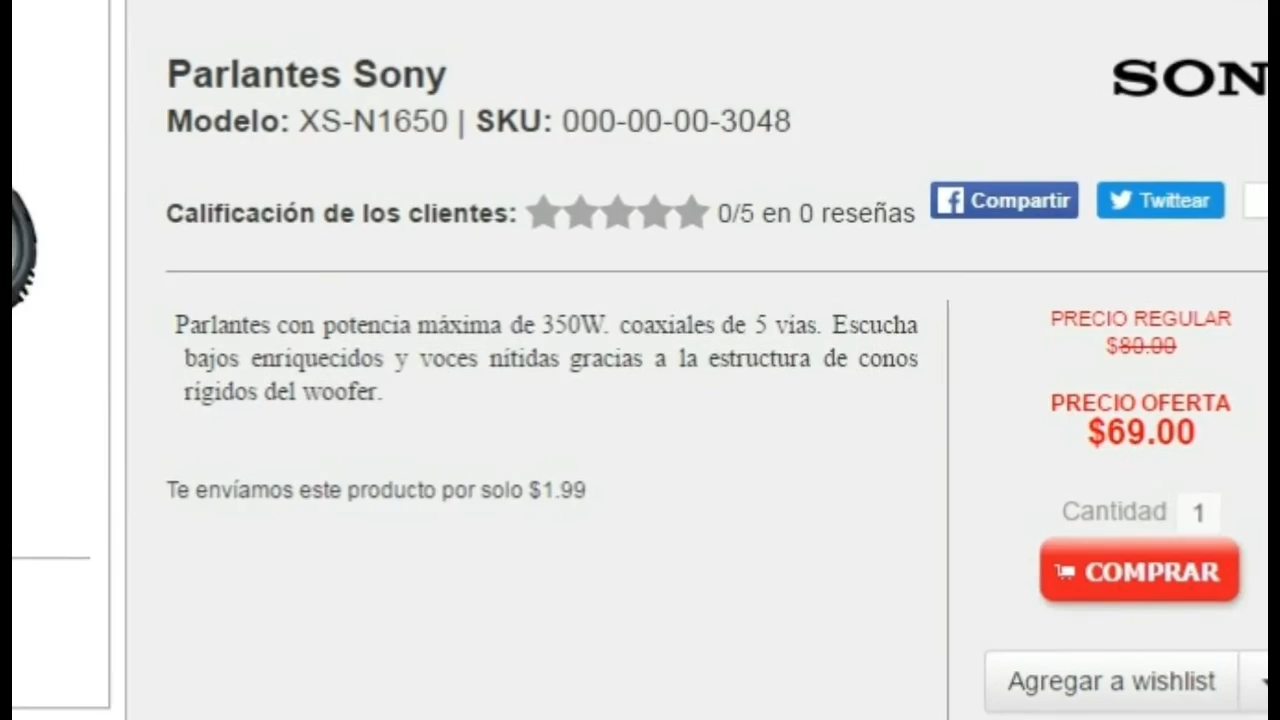 Parlantes Sony
SON
Modelo: XS-N1650 | SKU: 000-00-00-3048
Calificación de los clientes: 0/5 en 0 reseñas
Compartir
Twittear
Parlantes con potencia máxima de 350W. coaxiales de 5 vías. Escucha
bajos enriquecidos y voces nítidas gracias a la estructura de conos
rígidos del woofer.
Te envíamos este producto por solo $1.99
PRECIO REGULAR
$80.00
PRECIO OFERTA
$69.00
Cantidad 1
COMPRAR
Agregar a wishlist